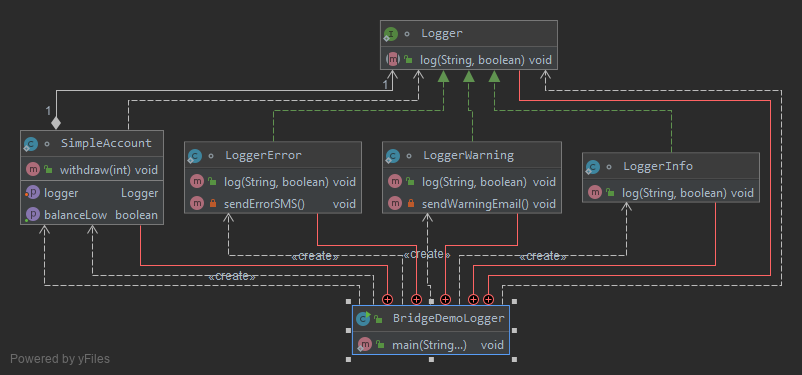 Logger
log(String, boolean) void
1
1
SimpleAccount
withdraw(int) void
logger Logger
balanceLow boolean
LoggerError
log(String, boolean) void
sendErrorSMS() void
LoggerWarning
log(String, boolean) void
sendWarningEmail() void
LoggerInfo
log(String, boolean) void
«create»
«create»
«create»
«create»
BridgeDemoLogger
main(String...) void
Powered by yFiles